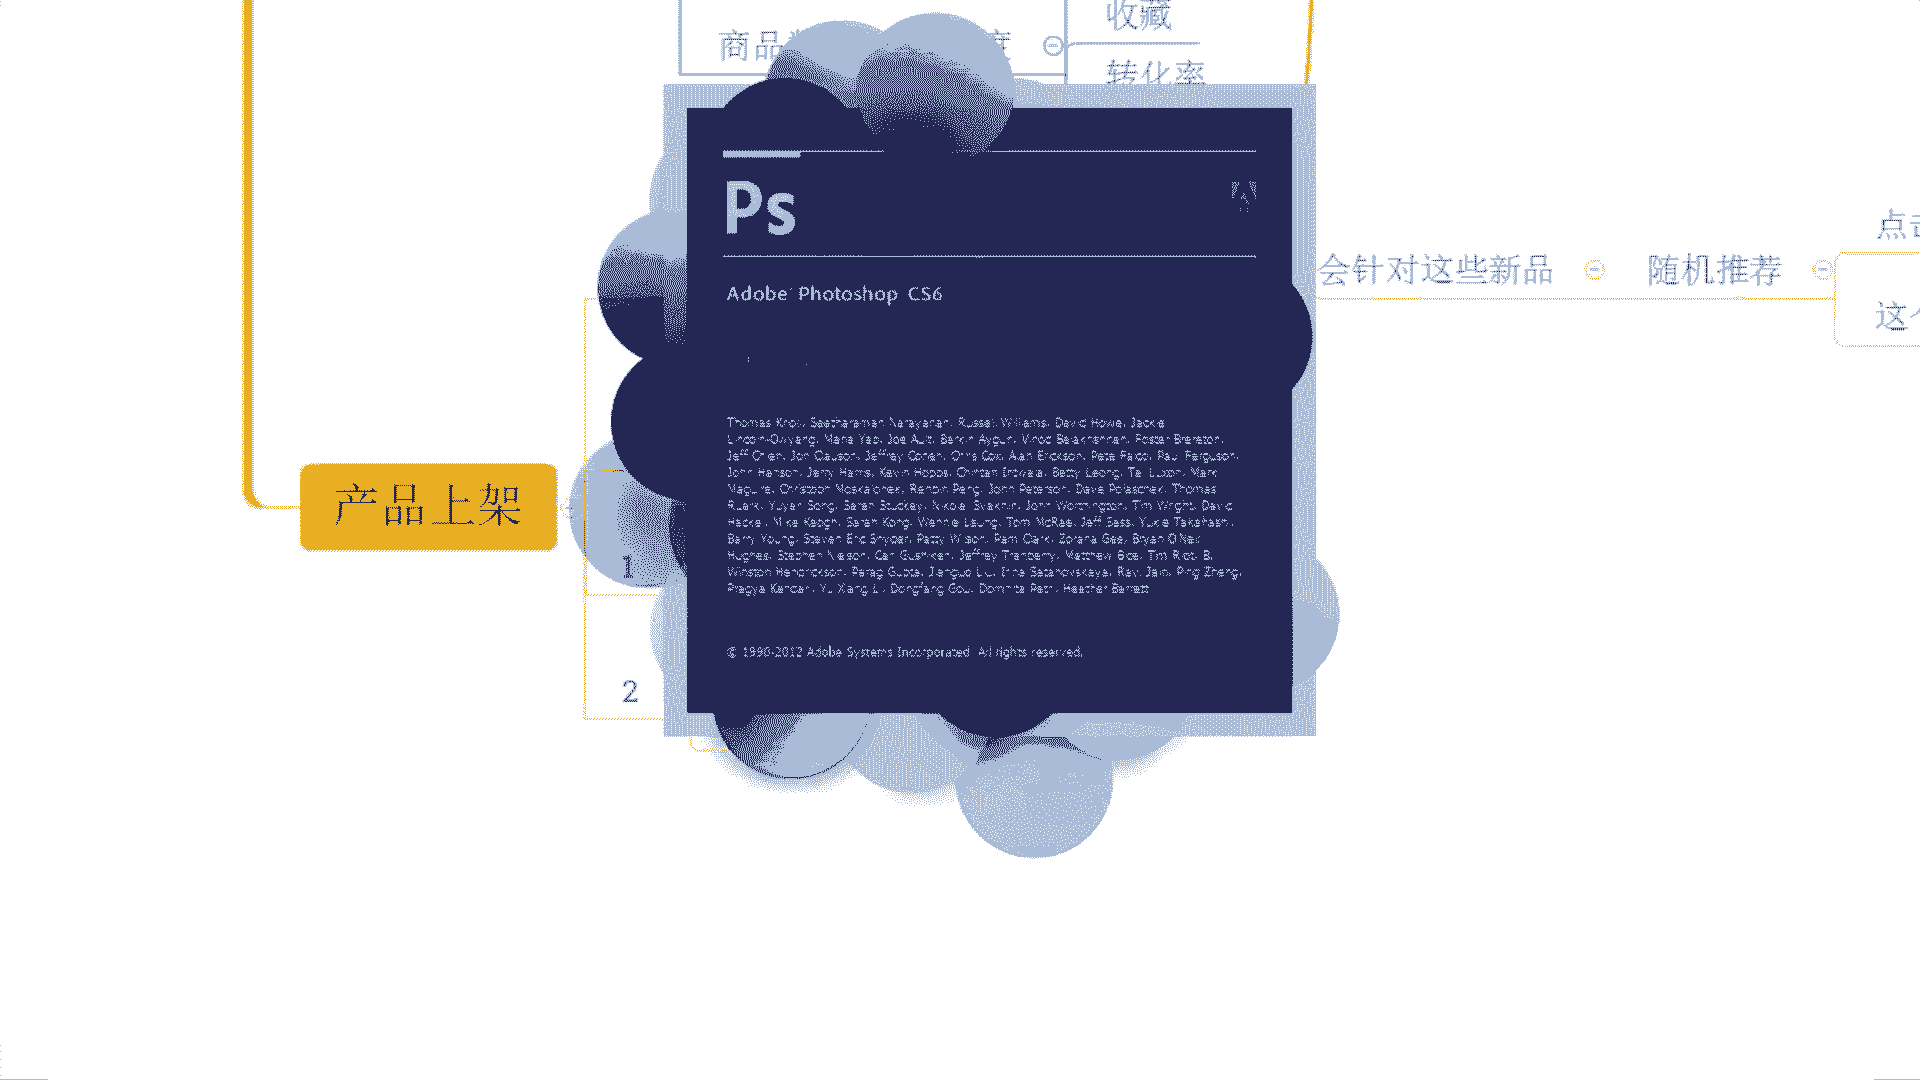 收藏
商品
转化率
Ps
点击
会针对这些新品
随机推荐
Adobe Photoshop CS6
这个
Thomas Knoll, Seetharaman Narayanan, Russell Williams, David Howe, Jackie
Lincoln-Owyang, Maria Yap, Joe Ault, Barkin Aygun, Vinod Balakrishnan, Foster Brereton,
Jeff Chien, Jon Clauson, Jeffrey Cohen, Chris Cox, Alan Erickson, Pete Falco, Paul Ferguson,
John Hanson, Jerry Harris, Kevin Hopps, Chintan Intwala, Betty Leong, Tai Luxon, Mark
Maguire, Christoph Moskalonek, Renbin Peng, John Peterson, Dave Polaschek, Thomas
Ruark, Yuyan Song, Sarah Stuckey, Nikolai Svakhin, John Worthington, Tim Wright, David
Hackel, Mike Keogh, Sarah Kong, Wennie Leung, Tom McRae, Jeff Sass, Yukie Takahashi,
Barry Young, Steven Eric Snyder, Patty Wilson, Pam Clark, Zorana Gee, Bryan O'Neil
Hughes, Stephen Nielson, Cari Gushiken, Jeffrey Tranberry, Matthew Bice, Tim Riot, B.
Winston Hendrickson, Parag Gupta, Jianguo Liu, Irina Satanovskaya, Ravi Jain, Ping Zheng,
Pragya Kandari, Yu Xiang Li, Dongfang Gou, Domnita Petri, Heather Barrett
产品上架
1
© 1990-2012 Adobe Systems Incorporated. All rights reserved.
2